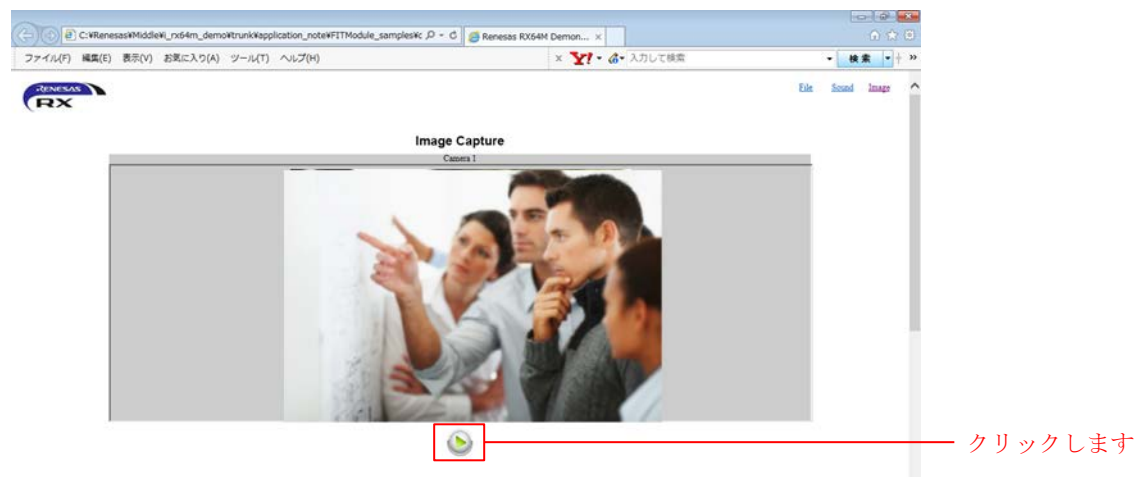 C:¥Renesas¥Middle¥i_rx64m_demo¥trunk¥application_note¥FITModule_samples¥c
Renesas RX64M Demon...
ファイル(F) 編集(E) 表示(V) お気に入り(A) ツール(T) ヘルプ(H)
Y! 入力して検索 検索
RENESAS
RX
File Sound Image
Image Capture
Camera 1
クリックします